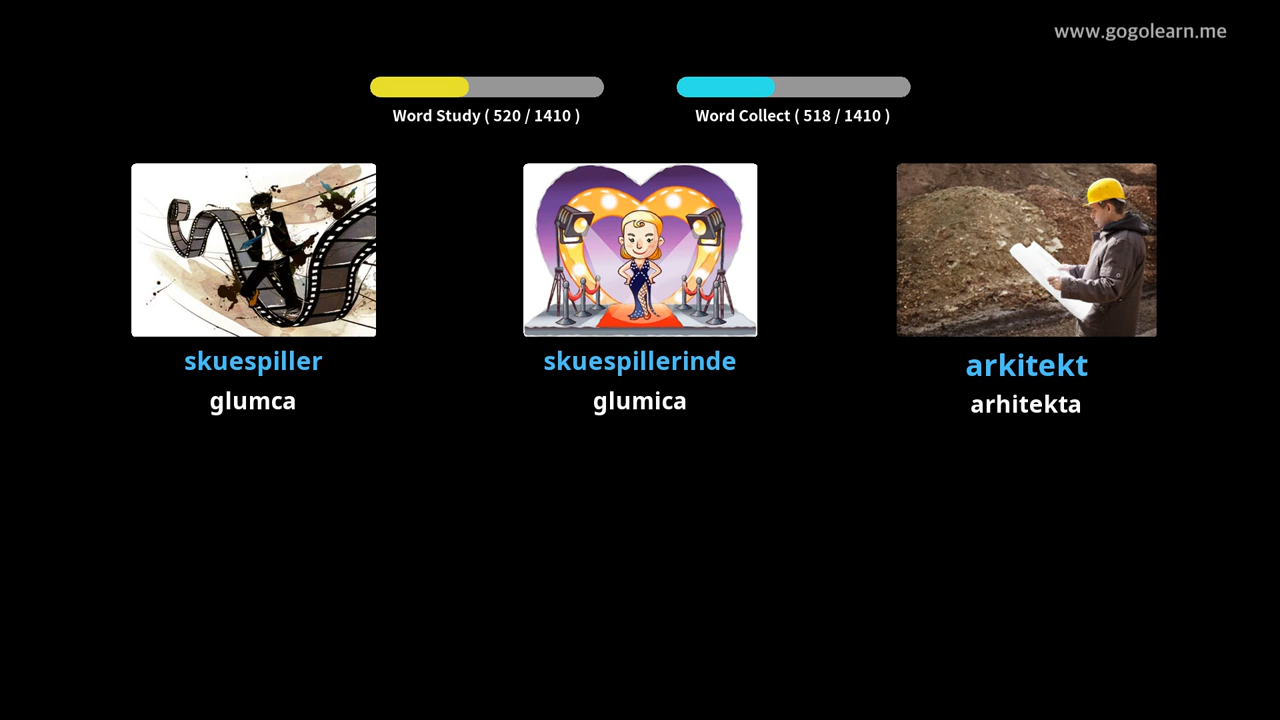 www.gogolearn.me
Word Study ( 520 / 1410 )
Word Collect ( 518 / 1410 )
skuespiller
glumca
skuespillerinde
glumica
arkitekt
arhitekta